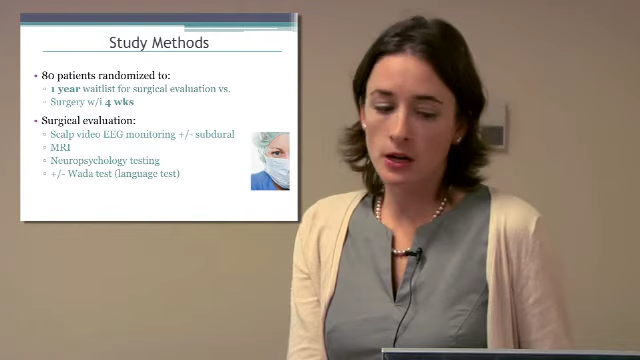 Study Methods
• 80 patients randomized to:
▫ 1 year waitlist for surgical evaluation vs.
▫ Surgery w/i 4 wks
• Surgical evaluation:
▫ Scalp video EEG monitoring +/- subdural
▫ MRI
▫ Neuropsychology testing
▫ +/- Wada test (language test)